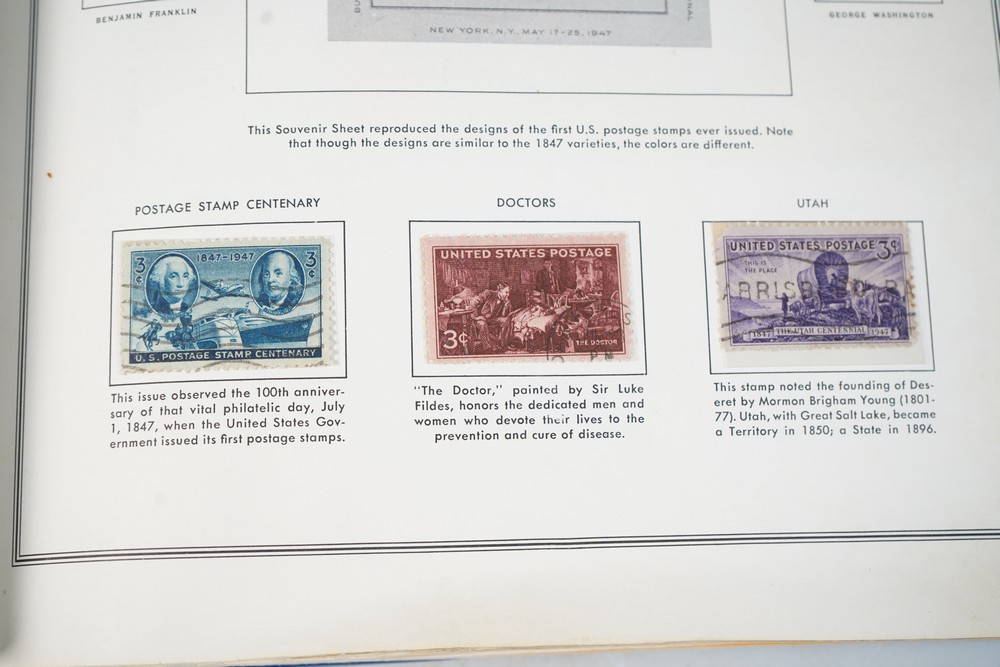 BENJAMIN FRANKLIN
NEW YORK, N.Y., MAY 17-25, 1947
GEORGE WASHINGTON
This Souvenir Sheet reproduced the designs of the first U.S. postage stamps ever issued. Note
that though the designs are similar to the 1847 varieties, the colors are different.
POSTAGE STAMP CENTENARY
3¢ 1847-1947 3¢
U.S. POSTAGE STAMP CENTENARY
This issue observed the 100th anniver-
sary of that vital philatelic day, July
1, 1847, when the United States Gov-
ernment issued its first postage stamps.
DOCTORS
UNITED STATES POSTAGE
3¢ THE DOCTOR
PM
"The Doctor," painted by Sir Luke
Fildes, honors the dedicated men and
women who devote their lives to the
prevention and cure of disease.
UTAH
UNITED STATES POSTAGE 3¢
THIS IS
THE PLACE
ARRISB
1847 THE UTAH CENTENNIAL 1947
This stamp noted the founding of Des-
eret by Mormon Brigham Young (1801-
77). Utah, with Great Salt Lake, became
a Territory in 1850; a State in 1896.